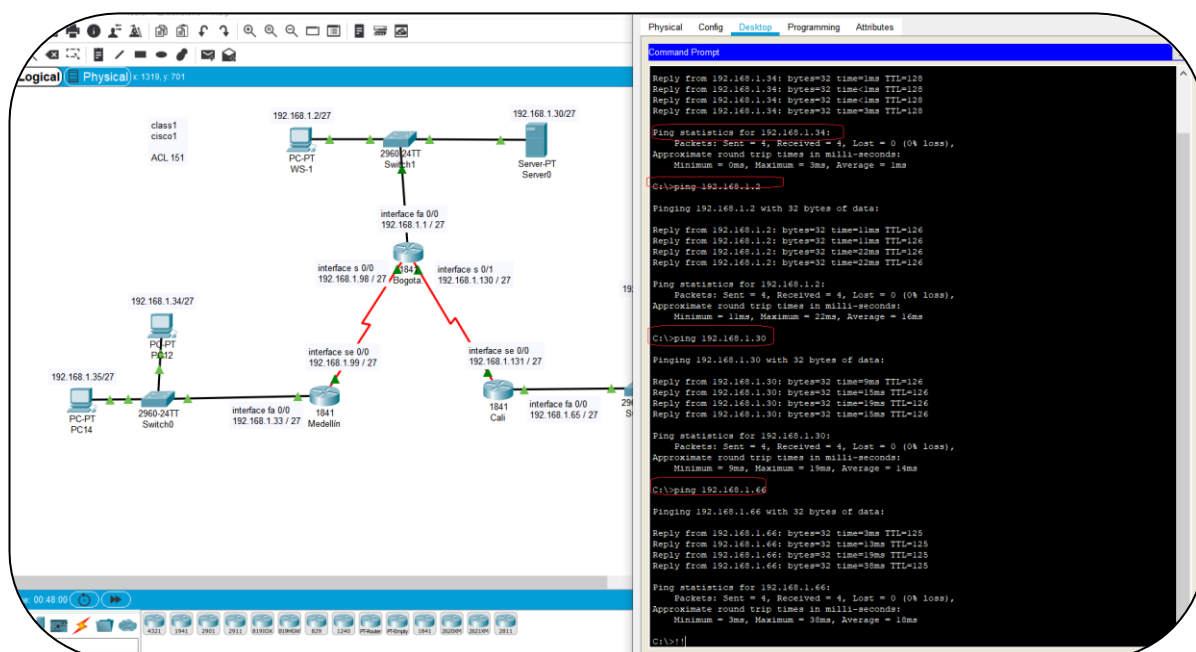 Logical
Physical
x: 1319, y: 701
class1
cisco1
ACL 151
192.168.1.2/27
PC-PT
WS-1
2960-24TT
Switch1
192.168.1.30/27
Server-PT
Server0
interface fa 0/0
192.168.1.1 / 27
1841
Bogota
interface s 0/0
192.168.1.98 / 27
interface s 0/1
192.168.1.130 / 27
192.168.1.34/27
PC-PT
PC12
192.168.1.35/27
PC-PT
PC14
2960-24TT
Switch0
interface fa 0/0
192.168.1.33 / 27
interface se 0/0
192.168.1.99 / 27
1841
Medellín
interface se 0/0
192.168.1.131 / 27
1841
Cali
interface fa 0/0
192.168.1.65 / 27
00:48:00
4321
1941
2901
2911
819IOX
819HGW
829
1240
PT-Router
PT-Empty
1841
2620XM
2621XM
2811
Physical Config Desktop Programming Attributes
Command Prompt
Reply from 192.168.1.34: bytes=32 time=1ms TTL=128
Reply from 192.168.1.34: bytes=32 time<1ms TTL=128
Reply from 192.168.1.34: bytes=32 time<1ms TTL=128
Reply from 192.168.1.34: bytes=32 time=3ms TTL=128
Ping statistics for 192.168.1.34:
Packets: Sent = 4, Received = 4, Lost = 0 (0% loss),
Approximate round trip times in milli-seconds:
Minimum = 0ms, Maximum = 3ms, Average = 1ms
C:\>ping 192.168.1.2
Pinging 192.168.1.2 with 32 bytes of data:
Reply from 192.168.1.2: bytes=32 time=11ms TTL=126
Reply from 192.168.1.2: bytes=32 time=11ms TTL=126
Reply from 192.168.1.2: bytes=32 time=22ms TTL=126
Reply from 192.168.1.2: bytes=32 time=22ms TTL=126
Ping statistics for 192.168.1.2:
Packets: Sent = 4, Received = 4, Lost = 0 (0% loss),
Approximate round trip times in milli-seconds:
Minimum = 11ms, Maximum = 22ms, Average = 16ms
C:\>ping 192.168.1.30
Pinging 192.168.1.30 with 32 bytes of data:
Reply from 192.168.1.30: bytes=32 time=9ms TTL=126
Reply from 192.168.1.30: bytes=32 time=15ms TTL=126
Reply from 192.168.1.30: bytes=32 time=19ms TTL=126
Reply from 192.168.1.30: bytes=32 time=15ms TTL=126
Ping statistics for 192.168.1.30:
Packets: Sent = 4, Received = 4, Lost = 0 (0% loss),
Approximate round trip times in milli-seconds:
Minimum = 9ms, Maximum = 19ms, Average = 14ms
C:\>ping 192.168.1.66
Pinging 192.168.1.66 with 32 bytes of data:
Reply from 192.168.1.66: bytes=32 time=3ms TTL=125
Reply from 192.168.1.66: bytes=32 time=13ms TTL=125
Reply from 192.168.1.66: bytes=32 time=19ms TTL=125
Reply from 192.168.1.66: bytes=32 time=38ms TTL=125
Ping statistics for 192.168.1.66:
Packets: Sent = 4, Received = 4, Lost = 0 (0% loss),
Approximate round trip times in milli-seconds:
Minimum = 3ms, Maximum = 38ms, Average = 18ms
C:\>!!